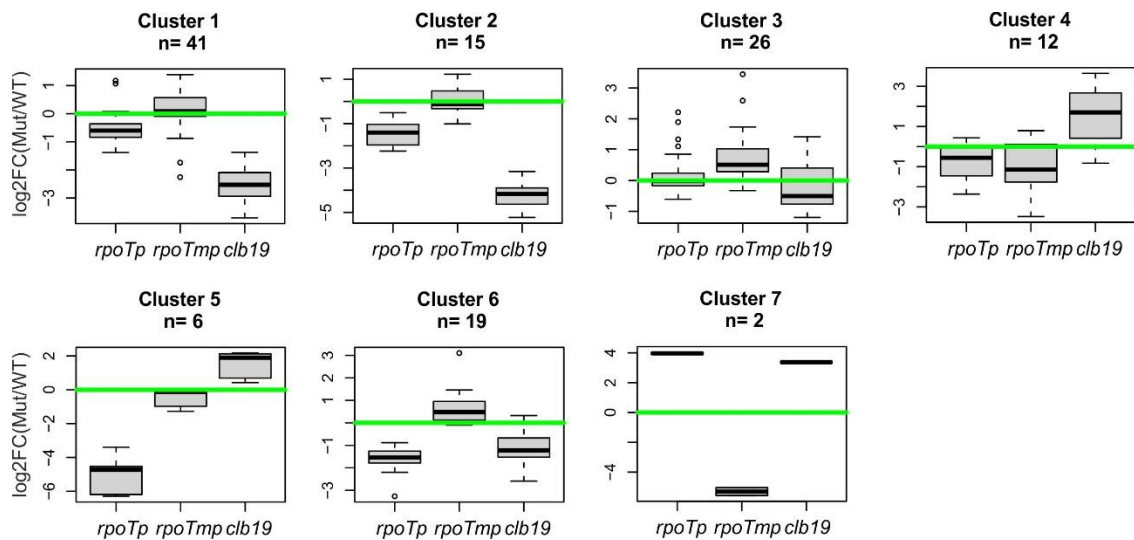 Cluster 1
n= 41
Cluster 2
n= 15
Cluster 3
n= 26
Cluster 4
n= 12
log2FC(Mut/WT)
1
0
−1
−3
rpoTp rpoTmp clb19
1
−1
−3
−5
rpoTp rpoTmp clb19
3
2
1
0
−1
rpoTp rpoTmp clb19
3
1
−1
−3
rpoTp rpoTmp clb19
Cluster 5
n= 6
Cluster 6
n= 19
Cluster 7
n= 2
log2FC(Mut/WT)
2
0
−2
−4
−6
rpoTp rpoTmp clb19
3
1
−1
−3
rpoTp rpoTmp clb19
4
2
0
−4
rpoTp rpoTmp clb19